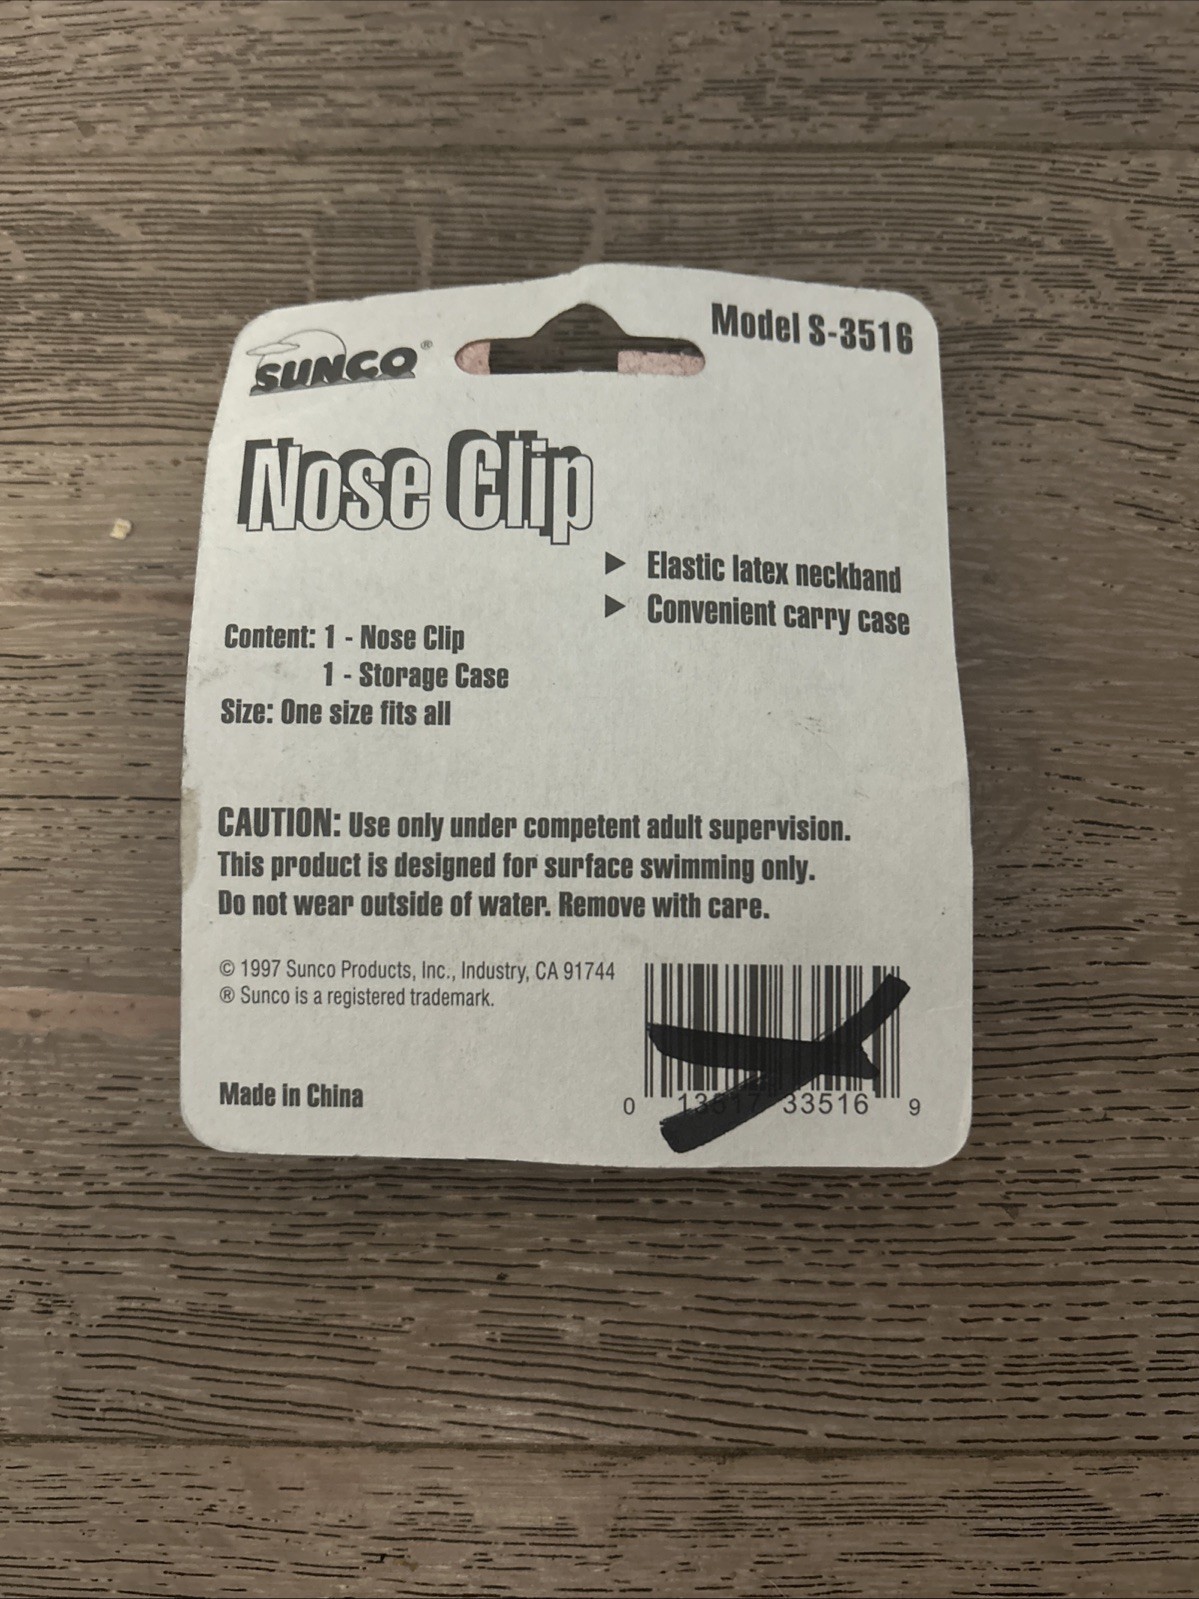 SUNCO®
Model S-3516
Nose Clip
▶ Elastic latex neckband
▶ Convenient carry case
Content: 1 - Nose Clip
1 - Storage Case
Size: One size fits all
CAUTION: Use only under competent adult supervision.
This product is designed for surface swimming only.
Do not wear outside of water. Remove with care.
© 1997 Sunco Products, Inc., Industry, CA 91744
® Sunco is a registered trademark.
Made in China
0 13617 33516 9